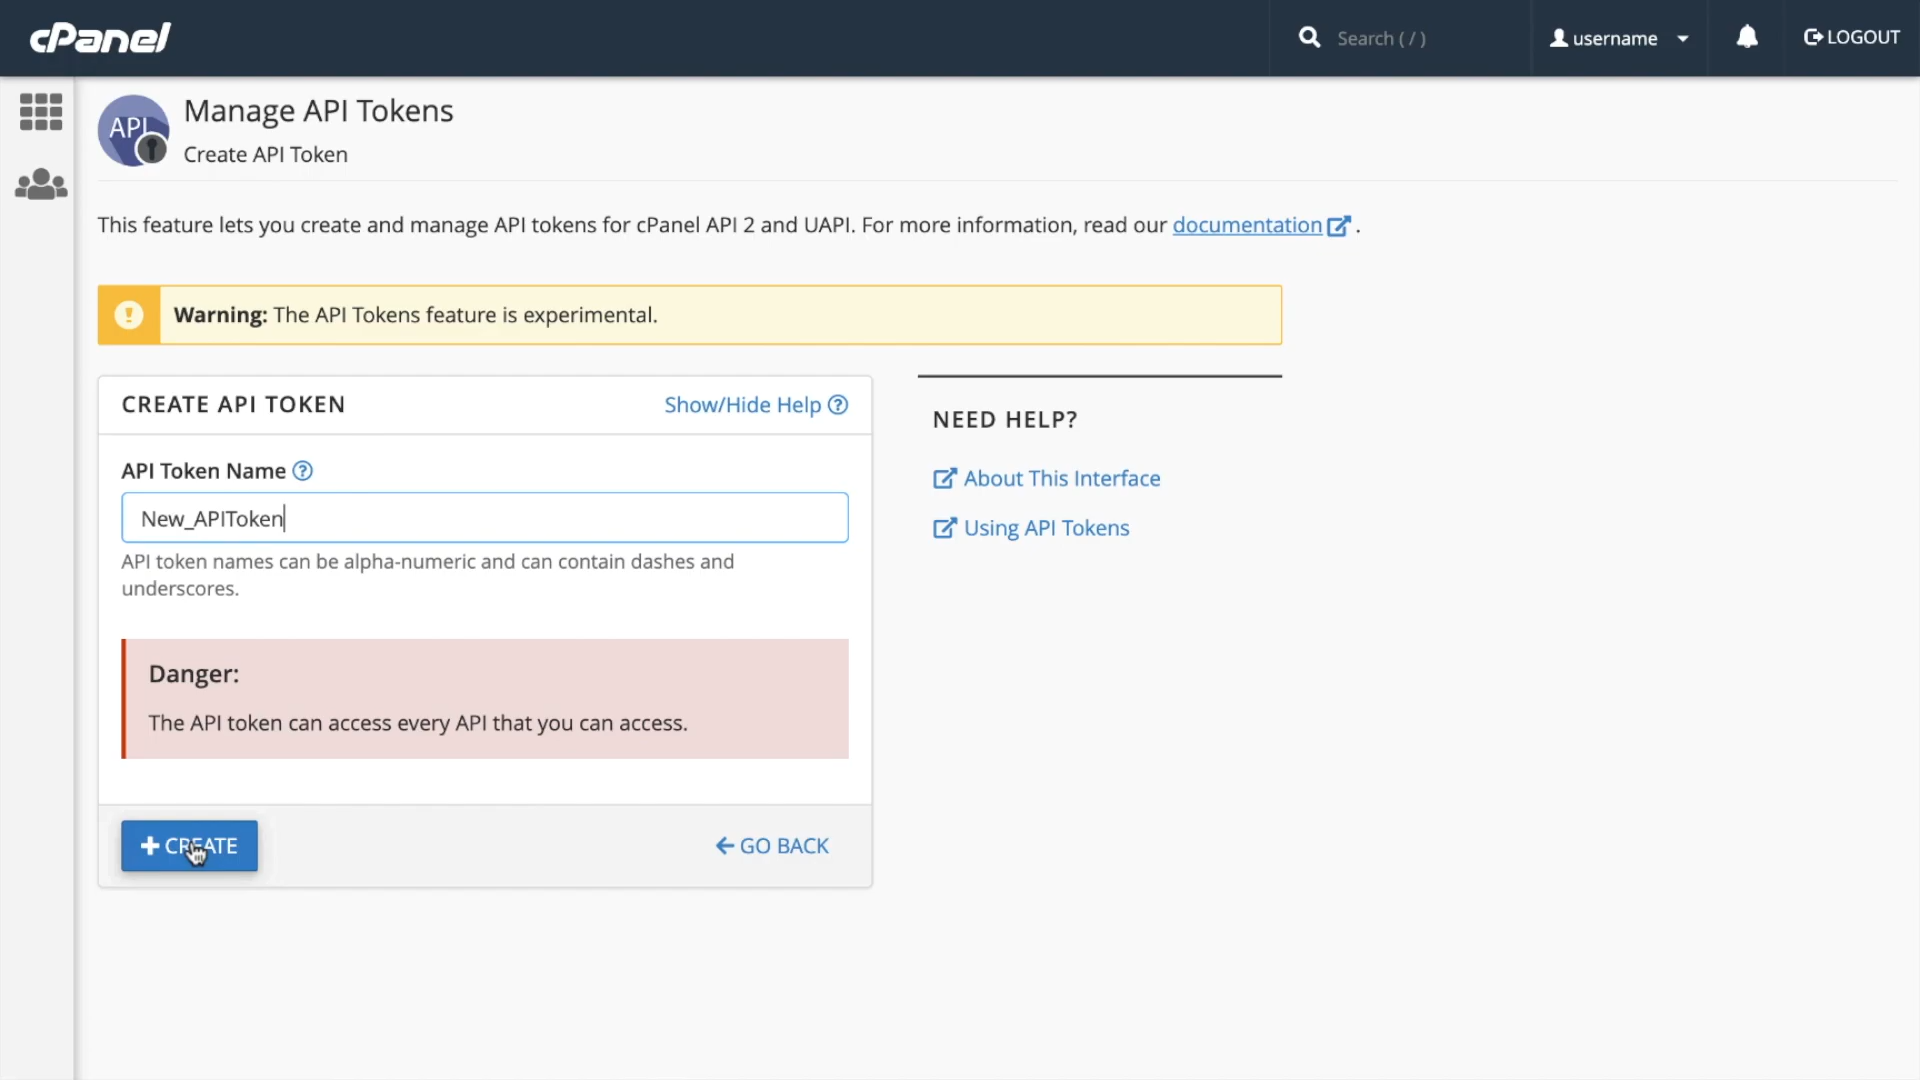 cPanel
Search ( / )
username
LOGOUT
API
Manage API Tokens
Create API Token
This feature lets you create and manage API tokens for cPanel API 2 and UAPI. For more information, read our documentation .
Warning: The API Tokens feature is experimental.
CREATE API TOKEN
Show/Hide Help
API Token Name
New_APIToken
API token names can be alpha-numeric and can contain dashes and
underscores.
Danger:
The API token can access every API that you can access.
CREATE
GO BACK
NEED HELP?
About This Interface
Using API Tokens